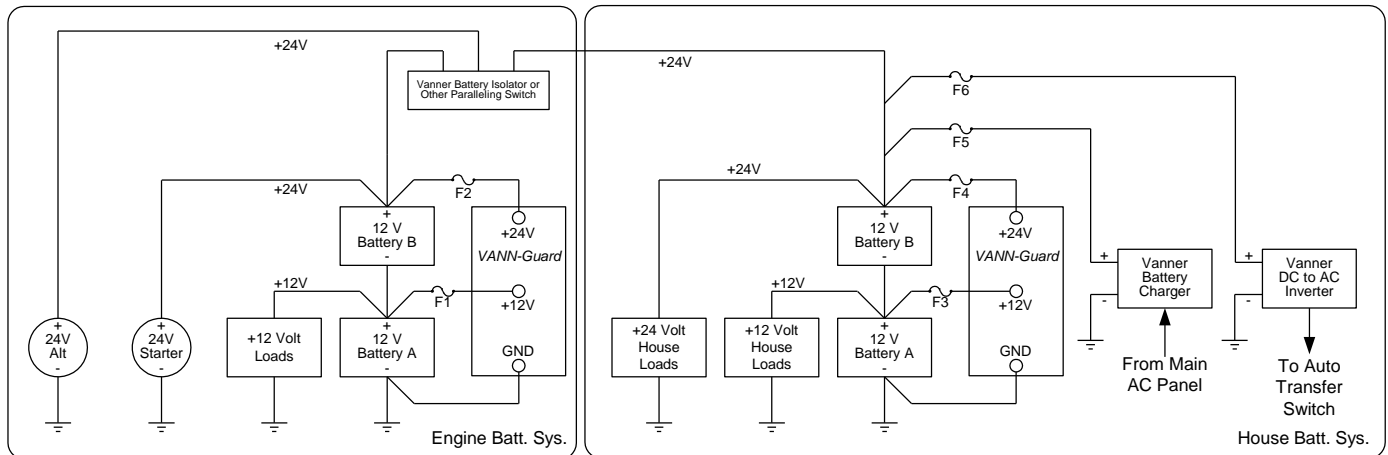 +24V
Vanner Battery Isolator or
Other Paralleling Switch
+24V
F2
+
12 V
Battery B
-
+24V
VANN-Guard
+12V
F1
+12V
+
24V
Alt
-
+
24V
Starter
-
+12 Volt
Loads
+
12 V
Battery A
-
GND
Engine Batt. Sys.
+24V
F6
F5
+24V
F4
+
12 V
Battery B
-
+24V
VANN-Guard
+12V
F3
+12V
+24 Volt
House
Loads
+12 Volt
House
Loads
+
12 V
Battery A
-
GND
+
-
Vanner
Battery
Charger
From Main
AC Panel
+
-
Vanner
DC to AC
Inverter
To Auto
Transfer
Switch
House Batt. Sys.